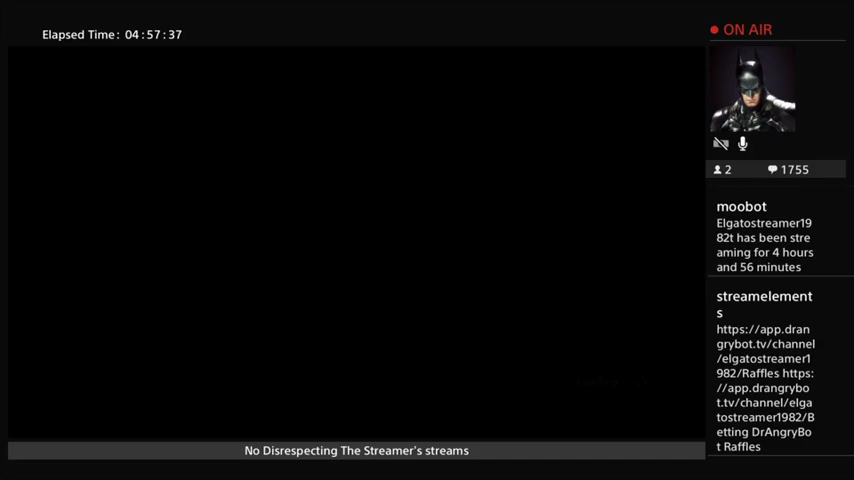 Elapsed Time: 04:57:37
ON AIR
2 1755
moobot
Elgatostreamer19
82t has been stre
aming for 4 hours
and 56 minutes
streamelement
s
https://app.dran
grybot.tv/channel
/elgatostreamer1
982/Raffles https:
//app.drangrybo
t.tv/channel/elga
tostreamer1982/B
etting DrAngryBo
t Raffles
No Disrespecting The Streamer's streams